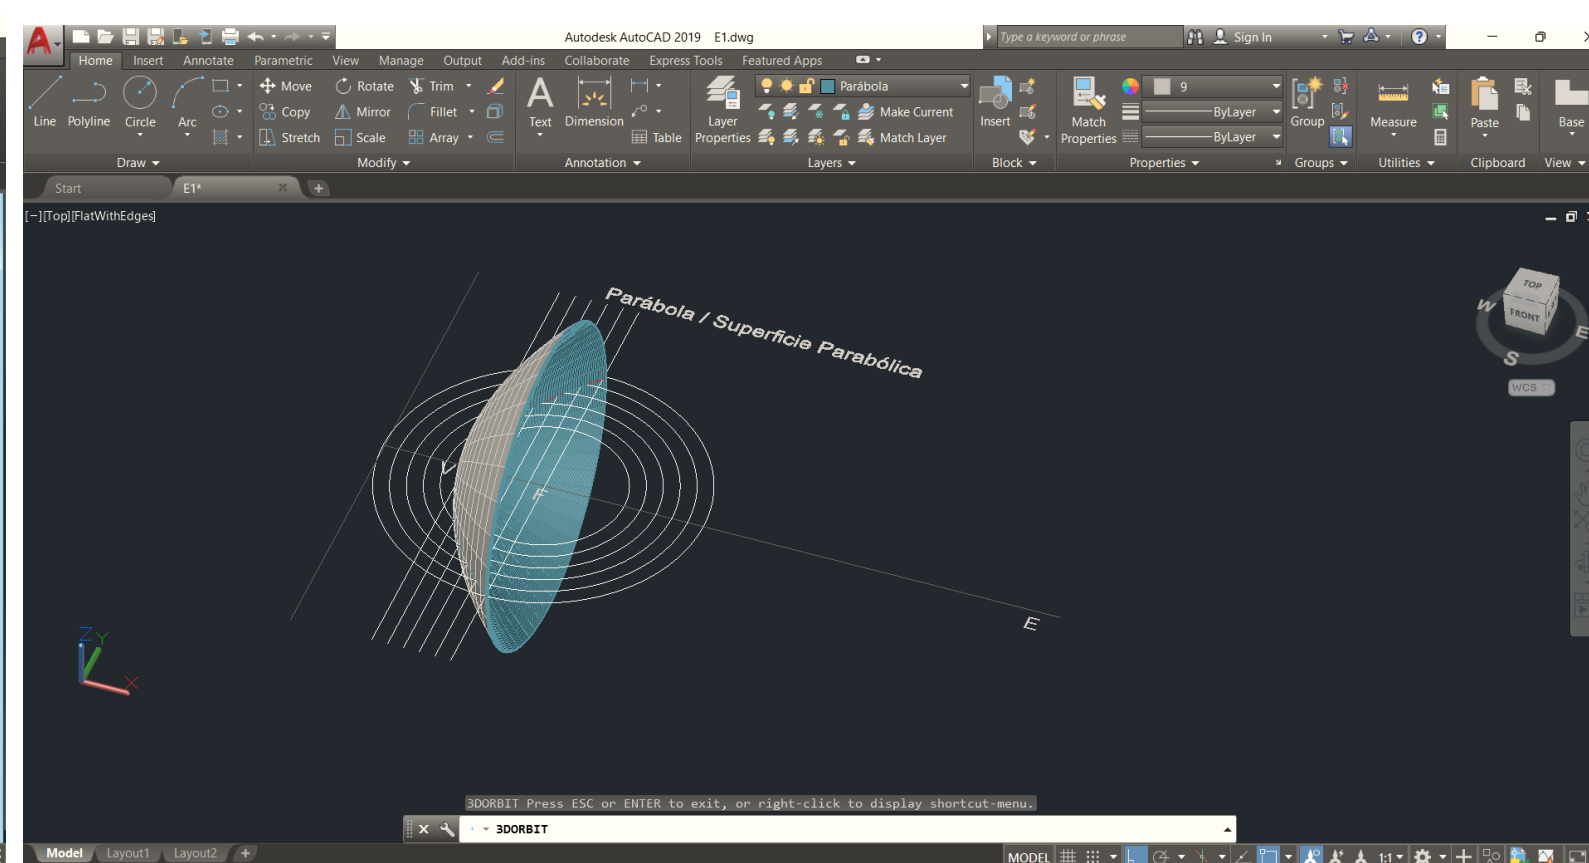 Autodesk AutoCAD 2019 E1.dwg
Type a keyword or phrase
Sign In
Home Insert Annotate Parametric View Manage Output Add-ins Collaborate Express Tools Featured Apps
Line Polyline Circle Arc
Move Rotate Trim
Copy Mirror Fillet
Stretch Scale Array
Text Dimension
Table
Layer
Properties
Parábola
Make Current
Match Layer
Insert
Match
Properties
9
ByLayer
ByLayer
Group
Measure
Paste
Base
Draw Modify Annotation Layers Block Properties Groups Utilities Clipboard View
Start E1*
[−][Top][FlatWithEdges]
TOP
FRONT
W
E
S
WCS
Parábola / Superficie Parabólica
V
F
E
Z
Y
X
3DORBIT Press ESC or ENTER to exit, or right-click to display shortcut-menu.
3DORBIT
Model Layout1 Layout2
MODEL
1:1